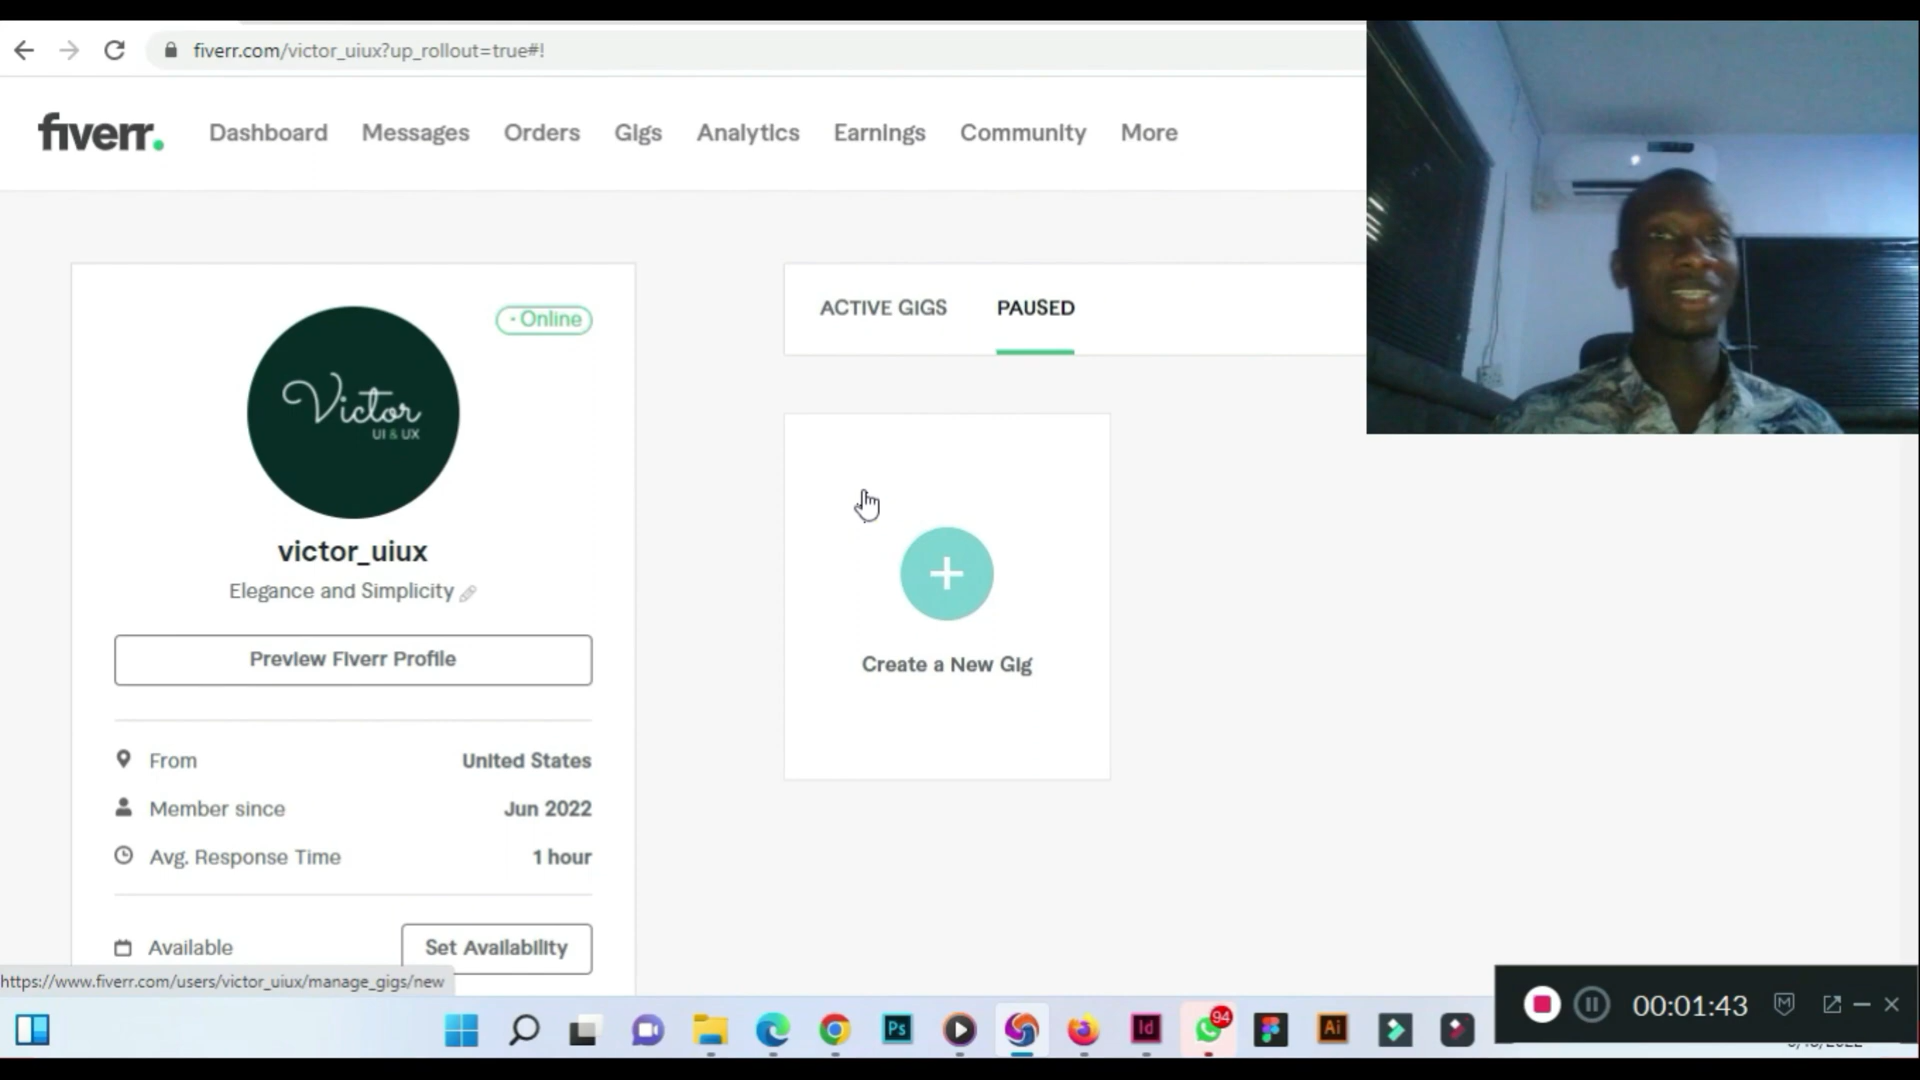 fiverr.com/victor_uiux?up_rollout=true#!
fiverr.
Dashboard Messages Orders Gigs Analytics Earnings Community More
ACTIVE GIGS PAUSED
Online
Victor
UI & UX
victor_uiux
Elegance and Simplicity
Preview Fiverr Profile
Create a New Gig
From United States
Member since Jun 2022
Avg. Response Time 1 hour
Available Set Availability
https://www.fiverr.com/users/victor_uiux/manage_gigs/new
00:01:43
Ps
Id
94
Ai